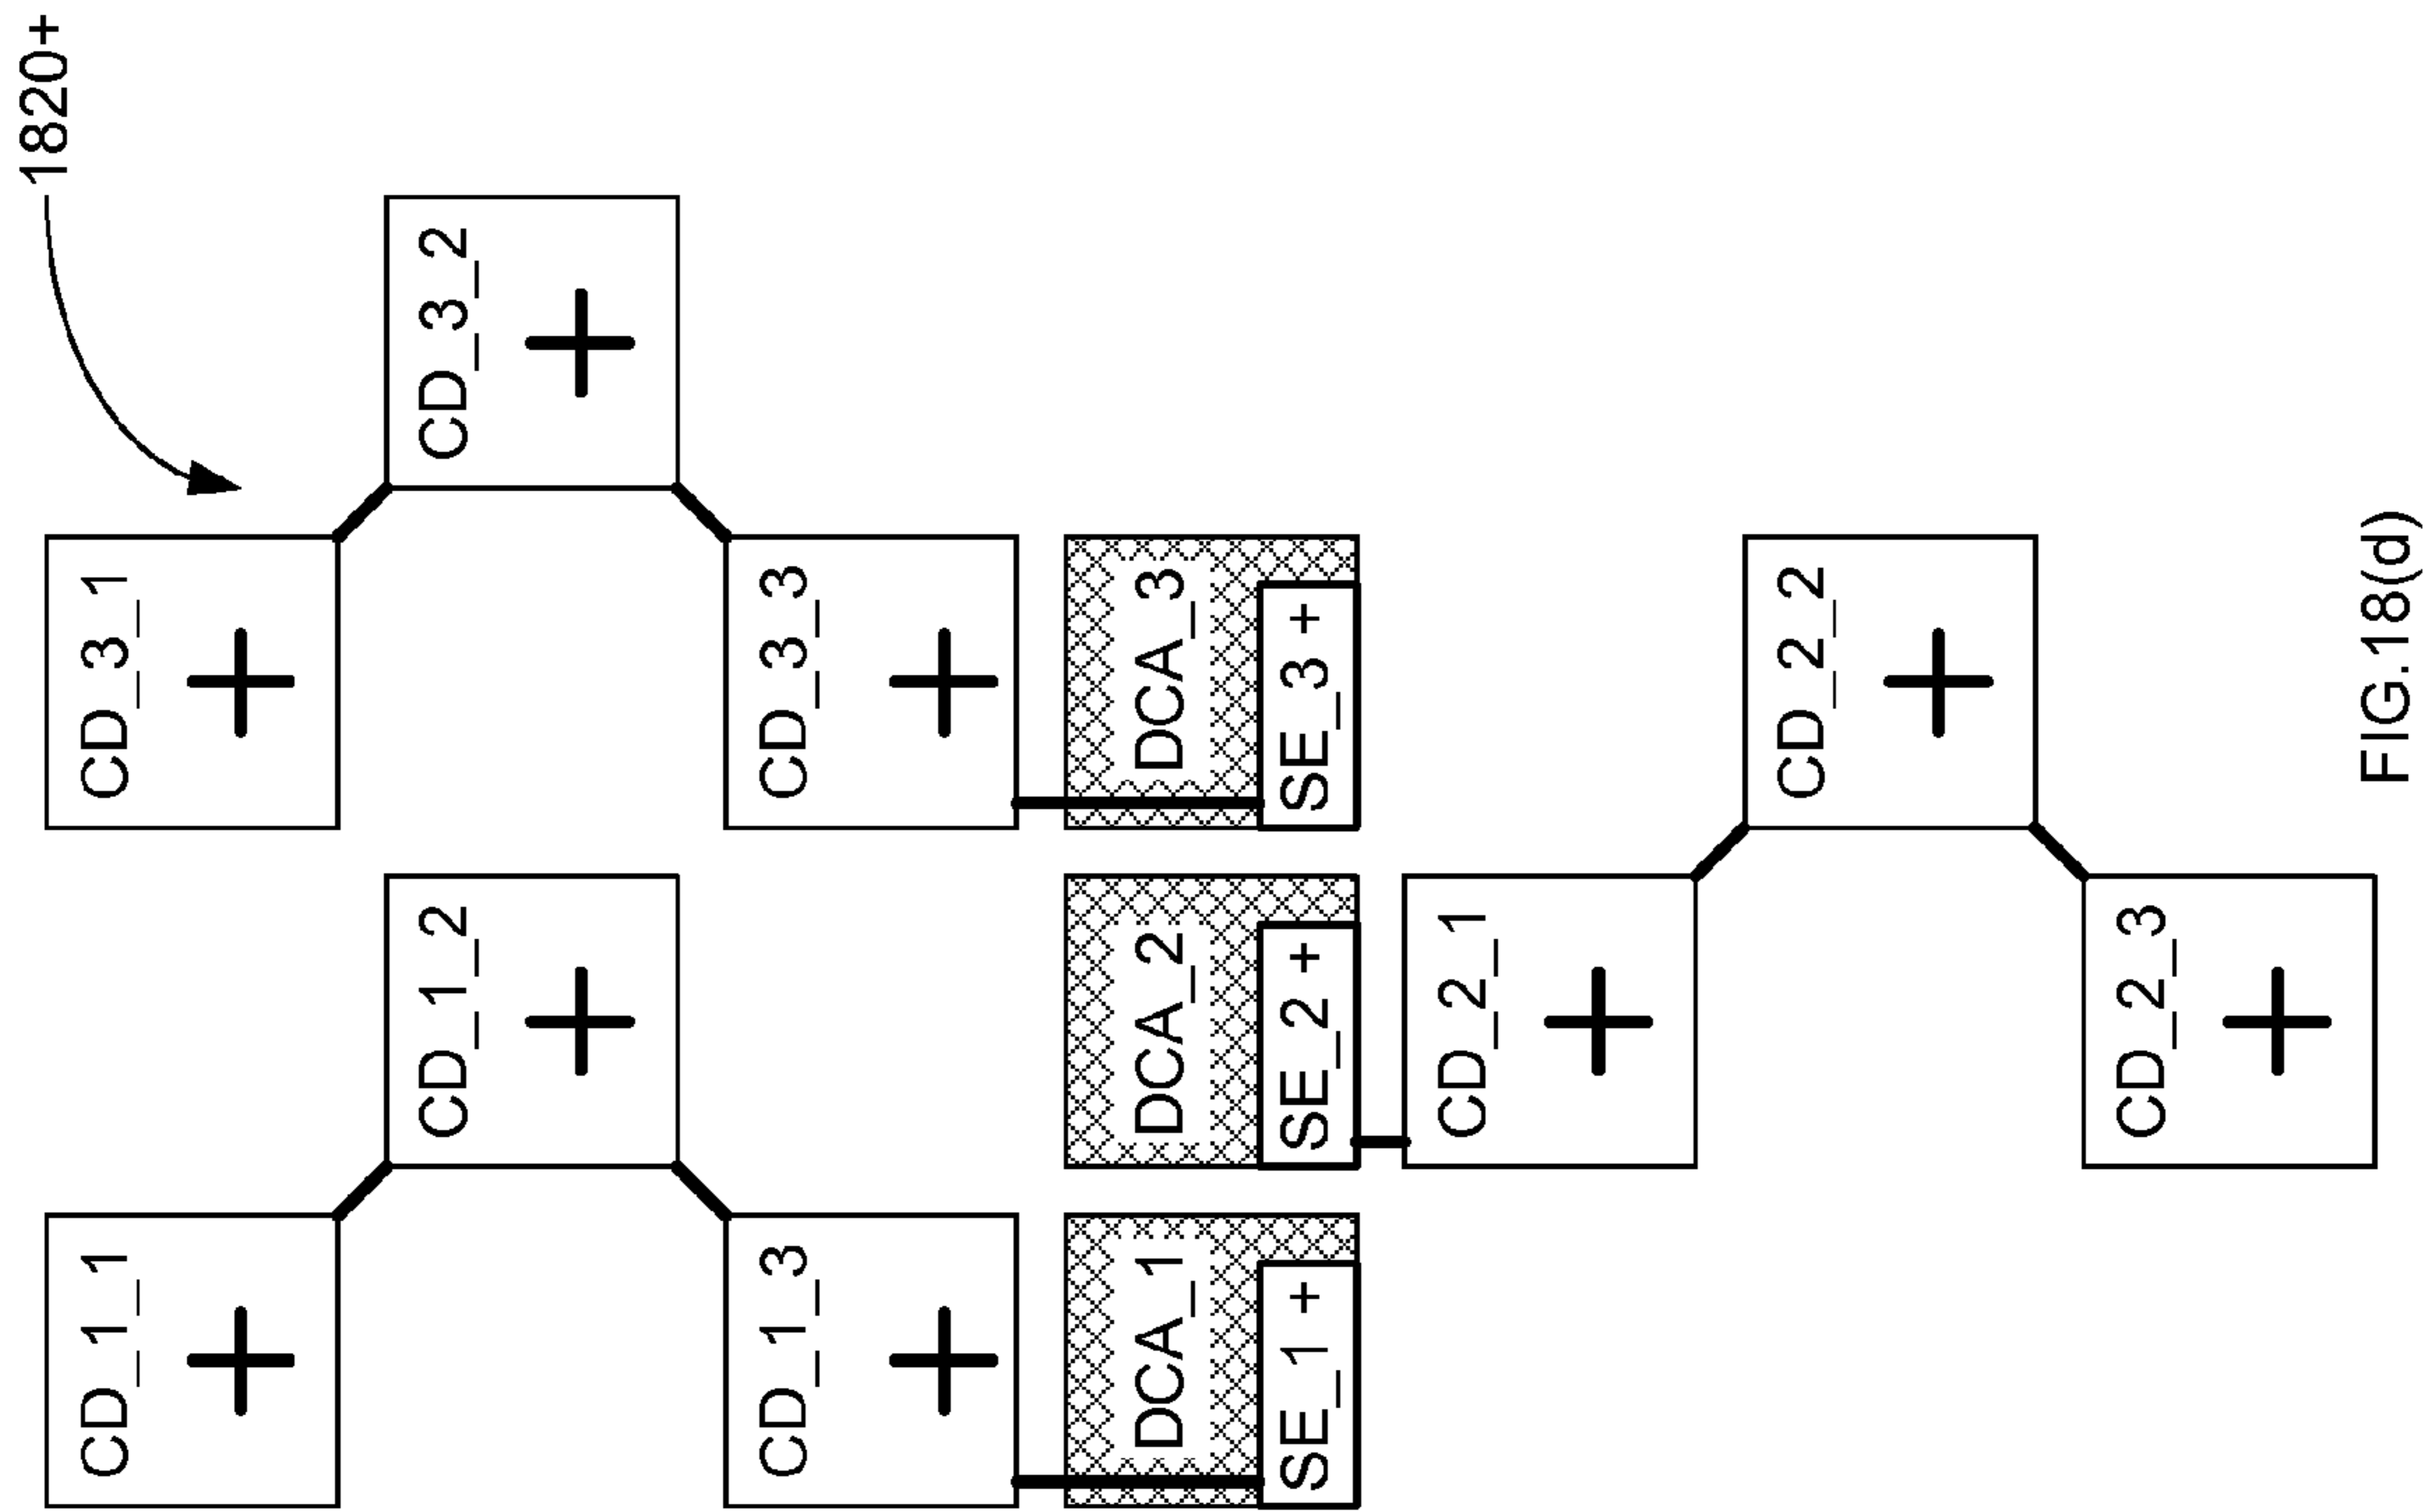 1820+
CD_1_1
CD_3_1
+
+
CD_1_2
CD_3_2
+
+
CD_1_3
CD_3_3
+
+
DCA_1
DCA_2
DCA_3
SE_1 +
SE_2 +
SE_3 +
CD_2_1
+
CD_2_2
+
CD_2_3
+
FIG.18(d)